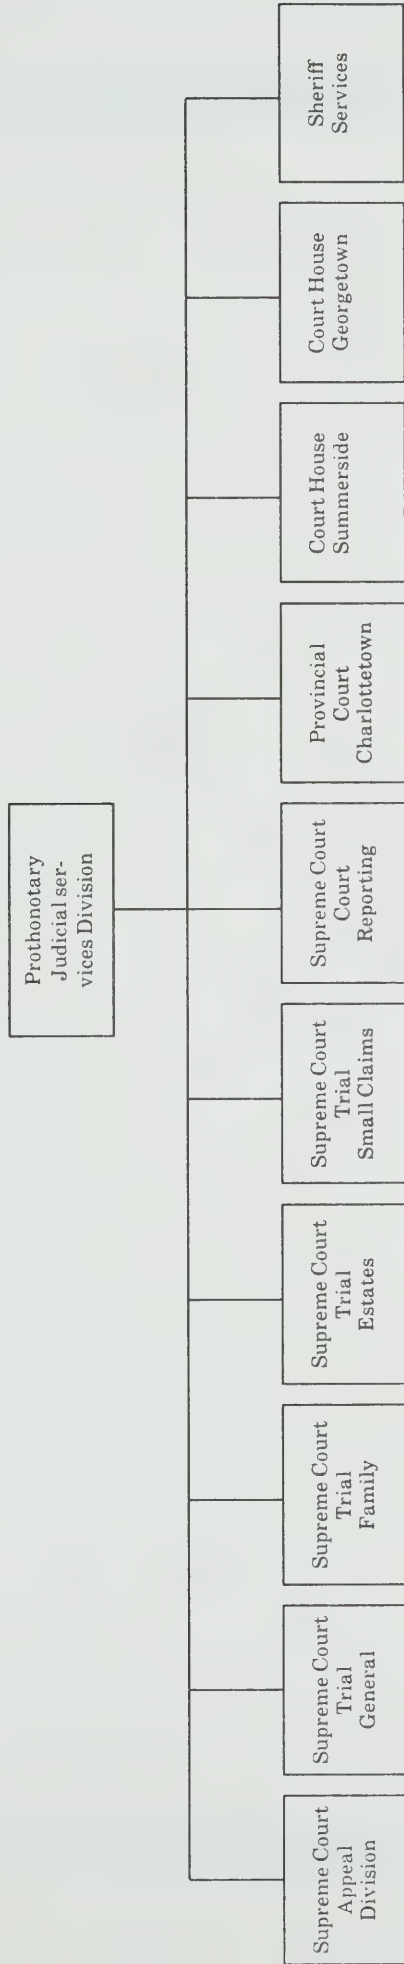 Prothonotary
Judicial ser-
vices Division
Supreme Court
Appeal
Division
Supreme Court
Trial
General
Supreme Court
Trial
Family
Supreme Court
Trial
Estates
Supreme Court
Trial
Small Claims
Supreme Court
Court
Reporting
Provincial
Court
Charlottetown
Court House
Summerside
Court House
Georgetown
Sheriff
Services